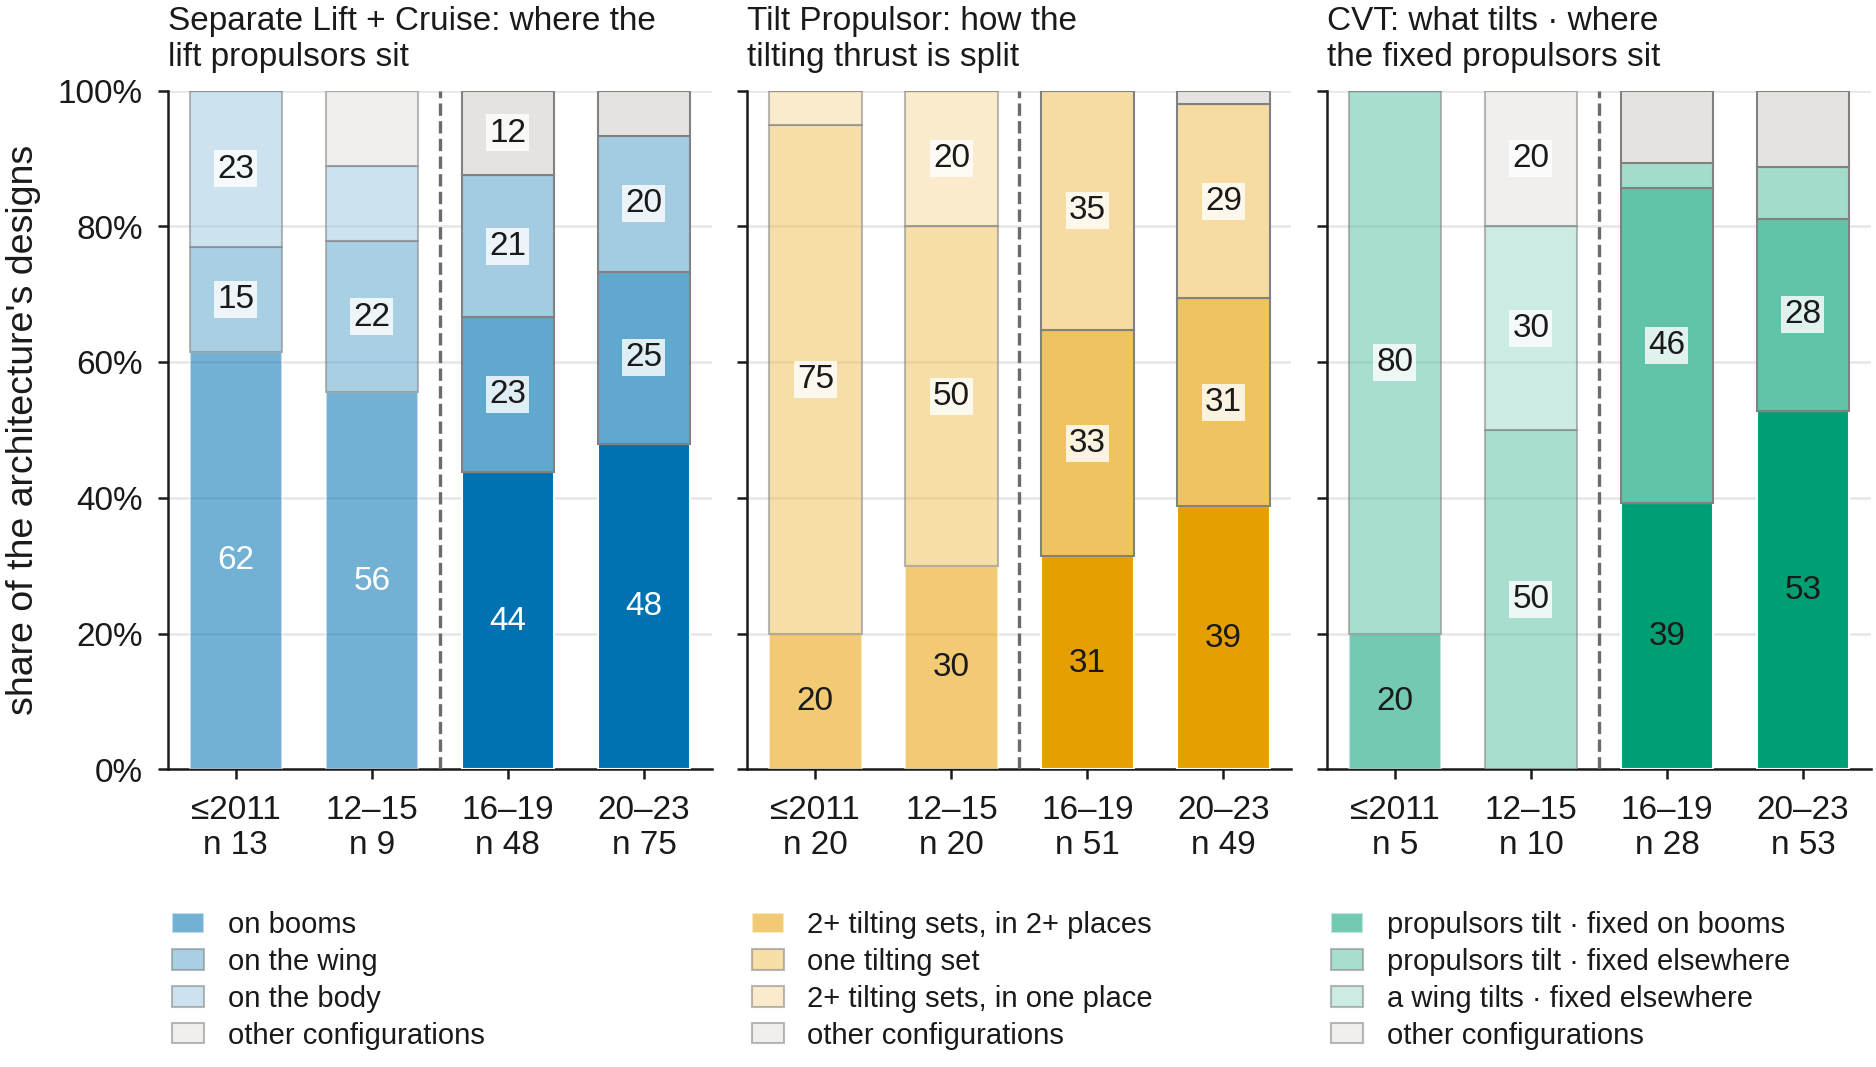 Separate Lift + Cruise: where the
lift propulsors sit
Tilt Propulsor: how the
tilting thrust is split
CVT: what tilts · where
the fixed propulsors sit
share of the architecture's designs
100%
80%
60%
40%
20%
0%
23
15
62
22
56
12
21
23
44
20
25
48
75
20
20
50
30
35
33
31
29
31
39
80
20
20
30
50
46
39
28
53
≤2011
n 13
12–15
n 9
16–19
n 48
20–23
n 75
≤2011
n 20
12–15
n 20
16–19
n 51
20–23
n 49
≤2011
n 5
12–15
n 10
16–19
n 28
20–23
n 53
on booms
on the wing
on the body
other configurations
2+ tilting sets, in 2+ places
one tilting set
2+ tilting sets, in one place
other configurations
propulsors tilt · fixed on booms
propulsors tilt · fixed elsewhere
a wing tilts · fixed elsewhere
other configurations